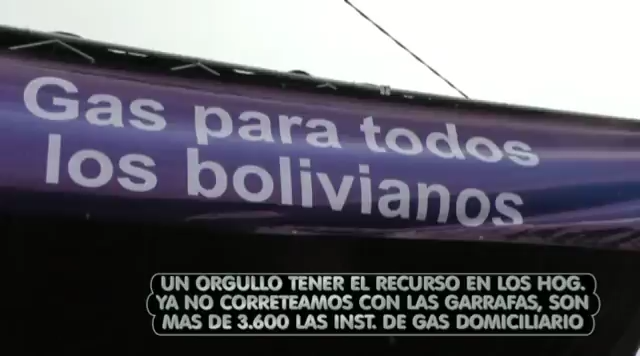 Gas para todos
los bolivianos
UN ORGULLO TENER EL RECURSO EN LOS HOG.
YA NO CORRETEAMOS CON LAS GARRAFAS, SON
MAS DE 3.600 LAS INST. DE GAS DOMICILIARIO